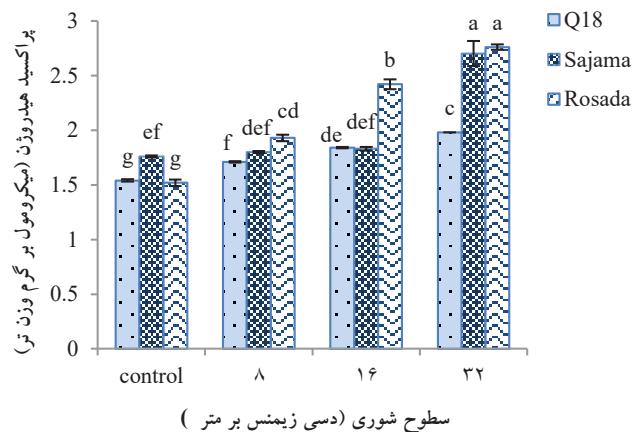 3
2.5
2
1.5
1
0.5
0
پراکسید هیدروژن (میکرومول بر گرم وزن تر)
g ef g
f def cd
de def b
c a a
control ۸ ۱۶ ۳۲
سطوح شوری (دسی زیمنس بر متر )
Q18
Sajama
Rosada